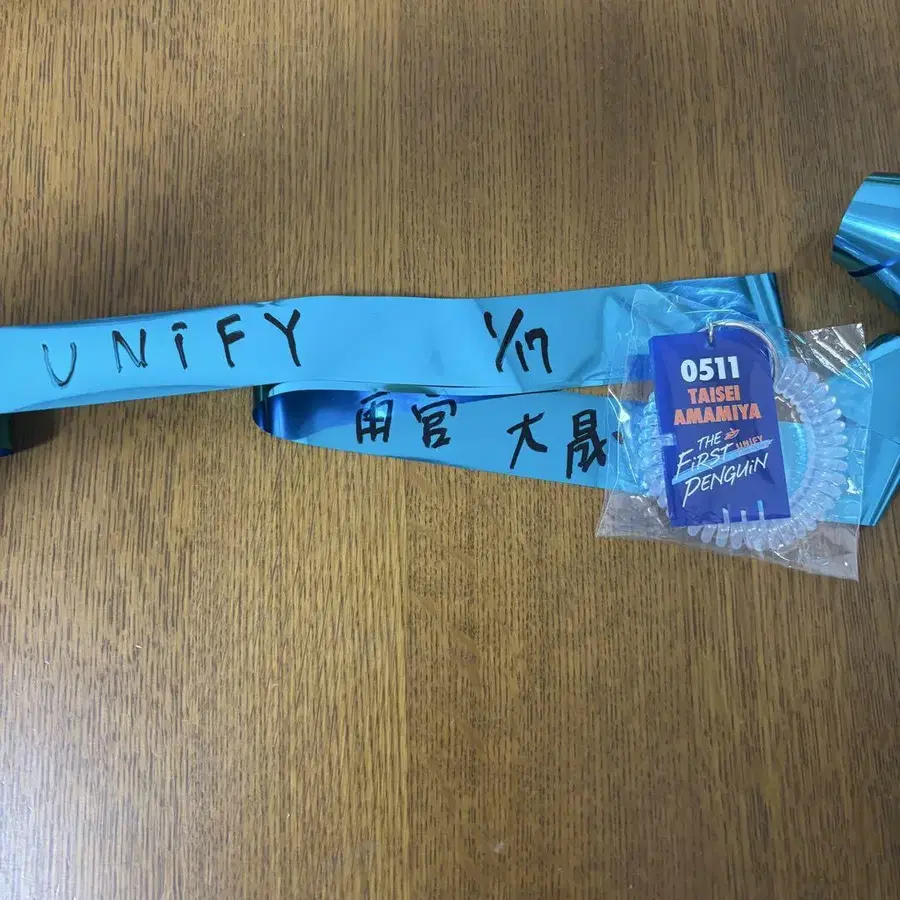 UNiFY 1/17
雨宮 大晟
0511
TAISEI
AMAMIYA
THE
FiRST UNiFY
PENGUiN